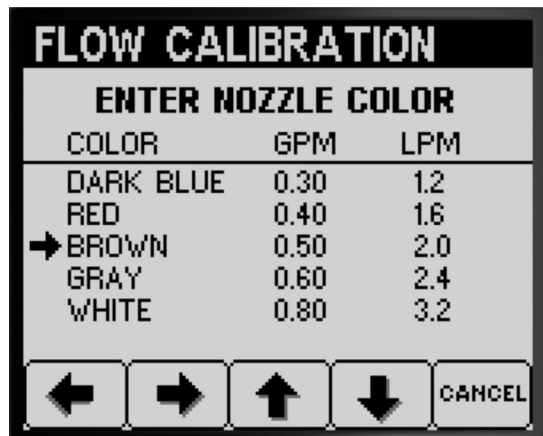 FLOW CALIBRATION
ENTER NOZZLE COLOR
COLOR GPM LPM
DARK BLUE 0.30 1.2
RED 0.40 1.6
BROWN 0.50 2.0
GRAY 0.60 2.4
WHITE 0.80 3.2
CANCEL